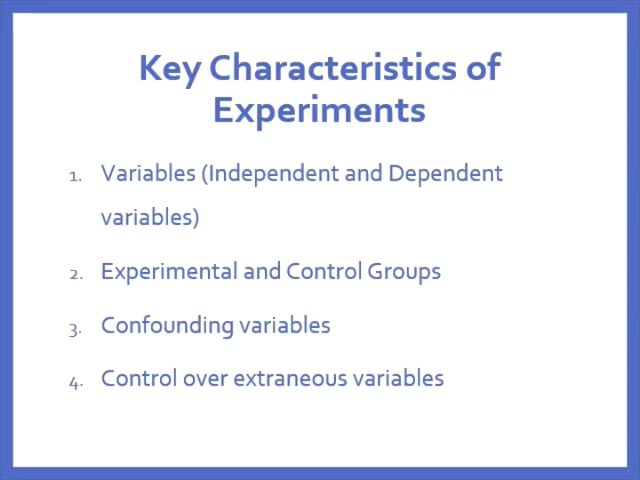 Key Characteristics of
Experiments
1. Variables (Independent and Dependent
variables)
2. Experimental and Control Groups
3. Confounding variables
4. Control over extraneous variables